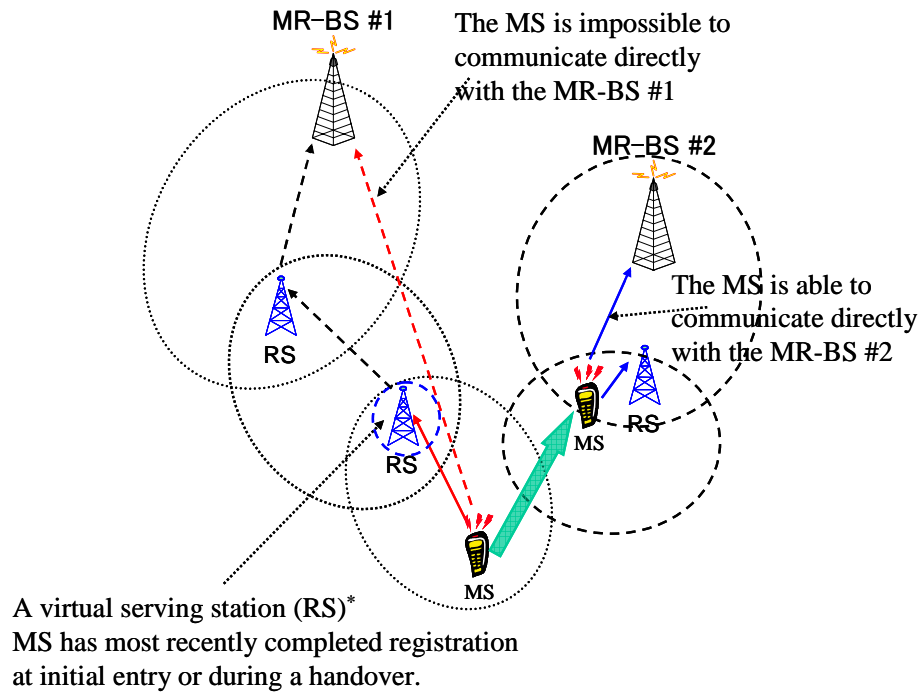 MR-BS #1
The MS is impossible to
communicate directly
with the MR-BS #1
MR-BS #2
The MS is able to
communicate directly
with the MR-BS #2
RS
RS
MS
RS
MS
A virtual serving station (RS)*
MS has most recently completed registration
at initial entry or during a handover.